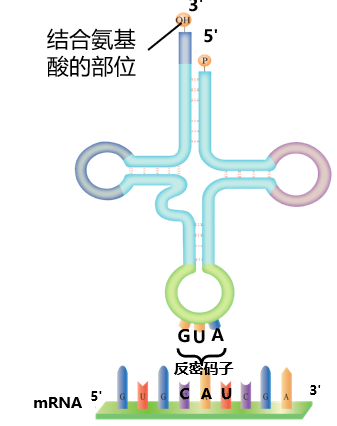 3'
OH
5'
P
结合氨基
酸的部位
G U A
反密码子
mRNA 5' G U G C A U C G A 3'